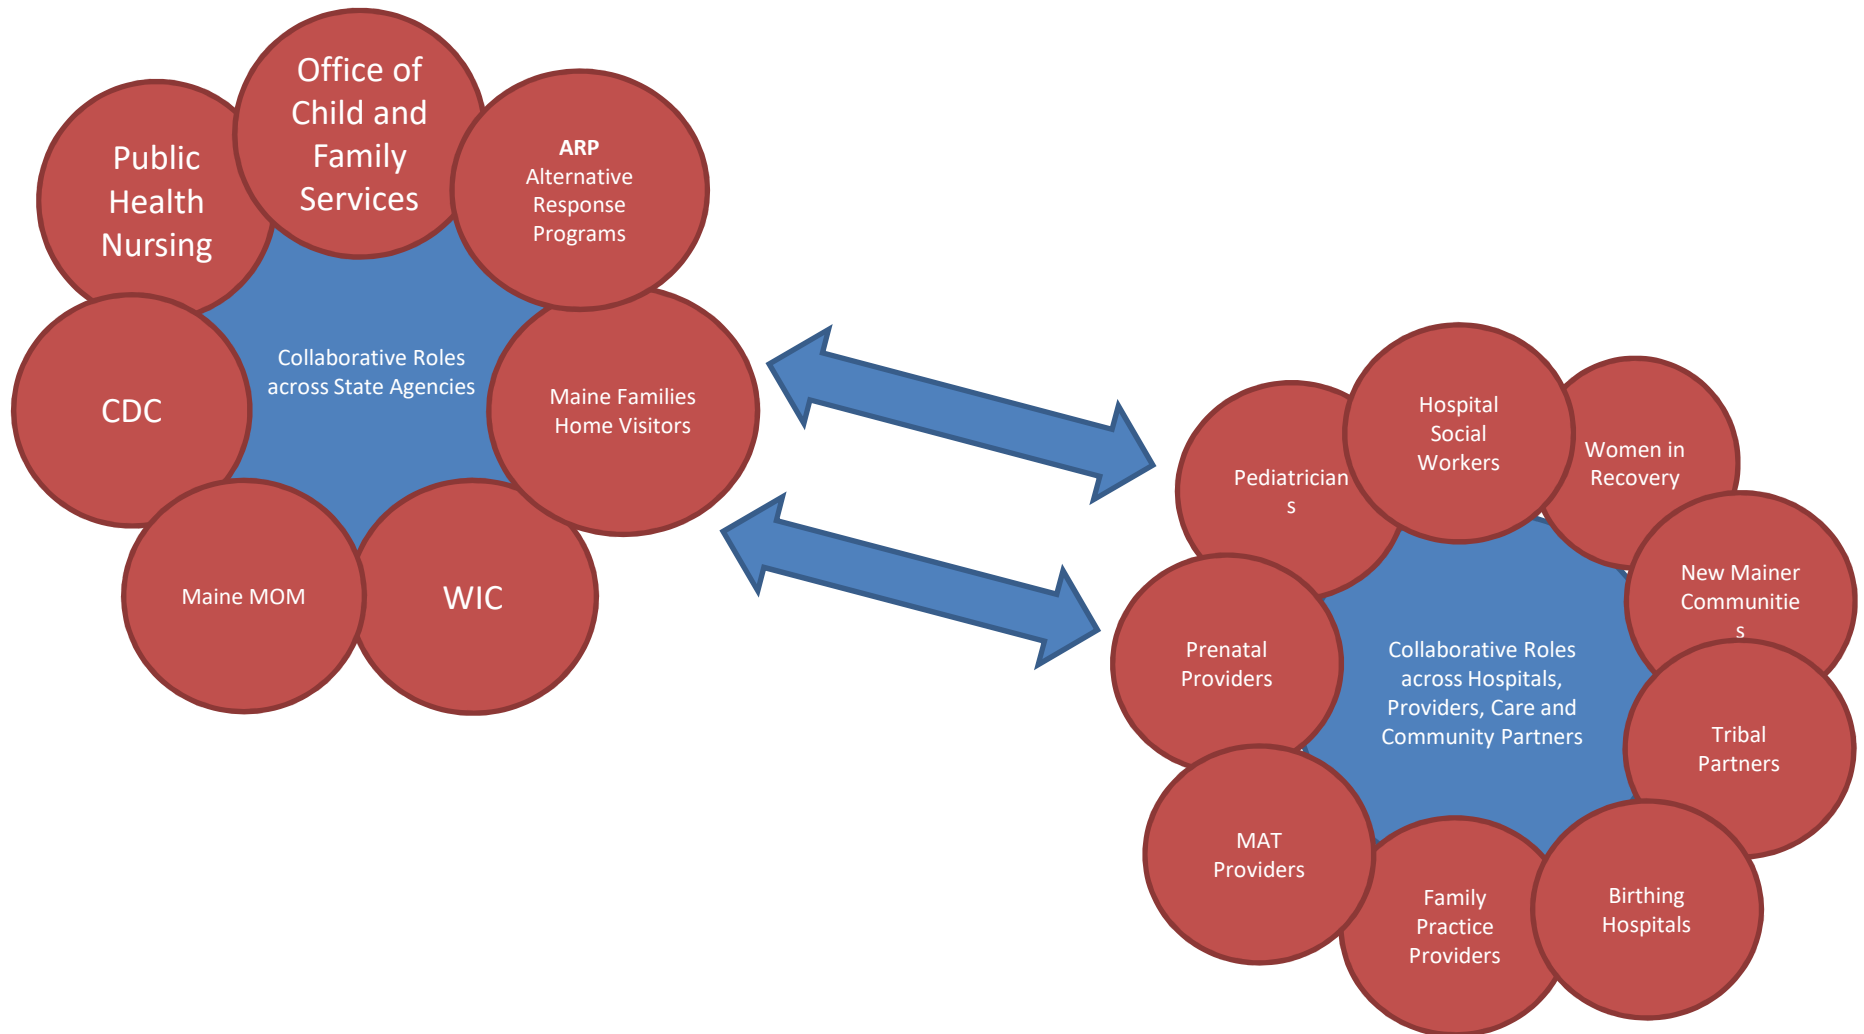 Office of
Child and
Family
Services
Public
Health
Nursing
ARP
Alternative
Response
Programs
Collaborative Roles
across State Agencies
CDC
Maine Families
Home Visitors
Maine MOM
WIC
Hospital
Social
Workers
Pediatrician
s
Women in
Recovery
New Mainer
Communitie
s
Prenatal
Providers
Collaborative Roles
across Hospitals,
Providers, Care and
Community Partners
Tribal
Partners
MAT
Providers
Family
Practice
Providers
Birthing
Hospitals